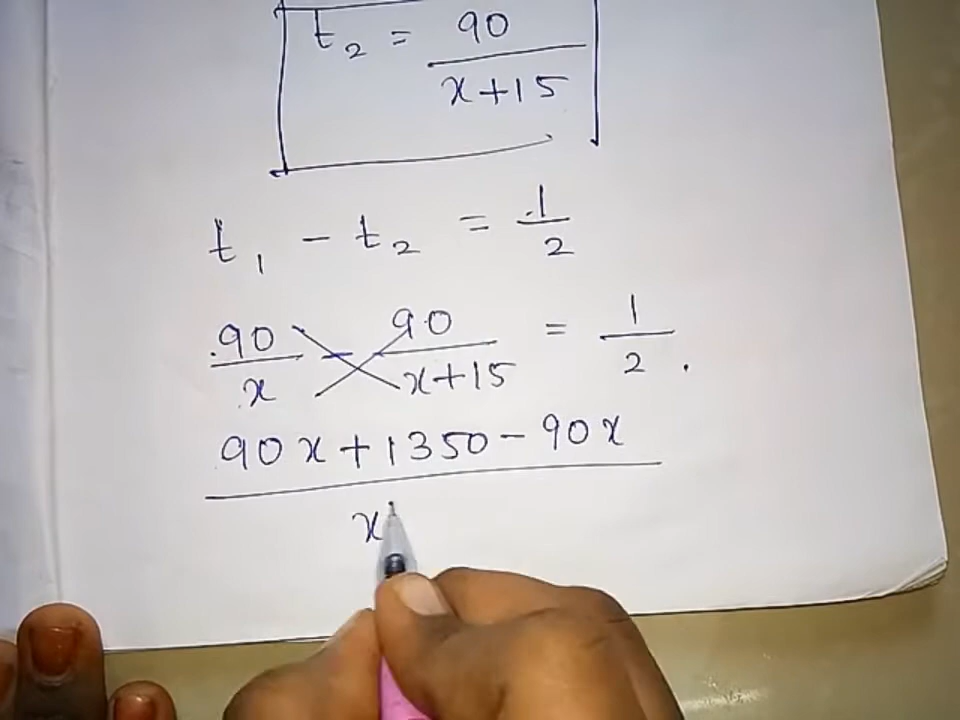 t₂ = 90/(x+15)
t₁ - t₂ = 1/2
90/x - 90/(x+15) = 1/2
90x + 1350 - 90x
x